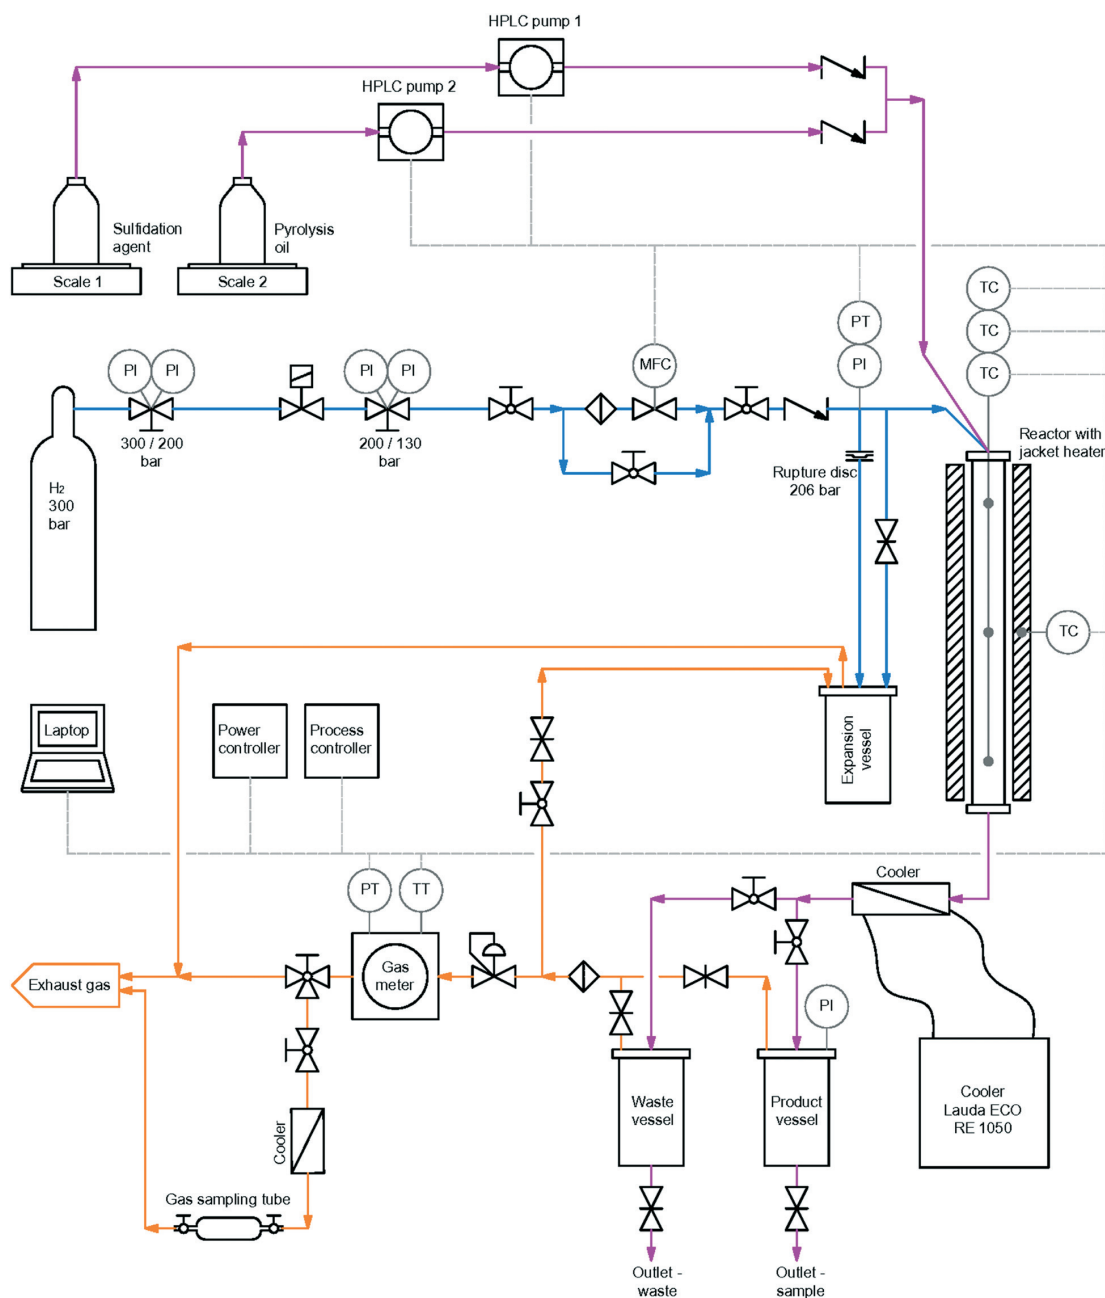 HPLC pump 1
HPLC pump 2
Sulfidation
agent
Pyrolysis
oil
Scale 1
Scale 2
TC
TC
TC
PT
PI
MFC
PI
PI
PI
PI
300 / 200
bar
200 / 130
bar
H2
300
bar
Rupture disc
206 bar
Reactor with
jacket heater
TC
Laptop
Power
controller
Process
controller
Expansion
vessel
PT
TT
Cooler
Exhaust gas
Gas
meter
PI
Waste
vessel
Product
vessel
Cooler
Lauda ECO
RE 1050
Cooler
Gas sampling tube
Outlet -
waste
Outlet -
sample